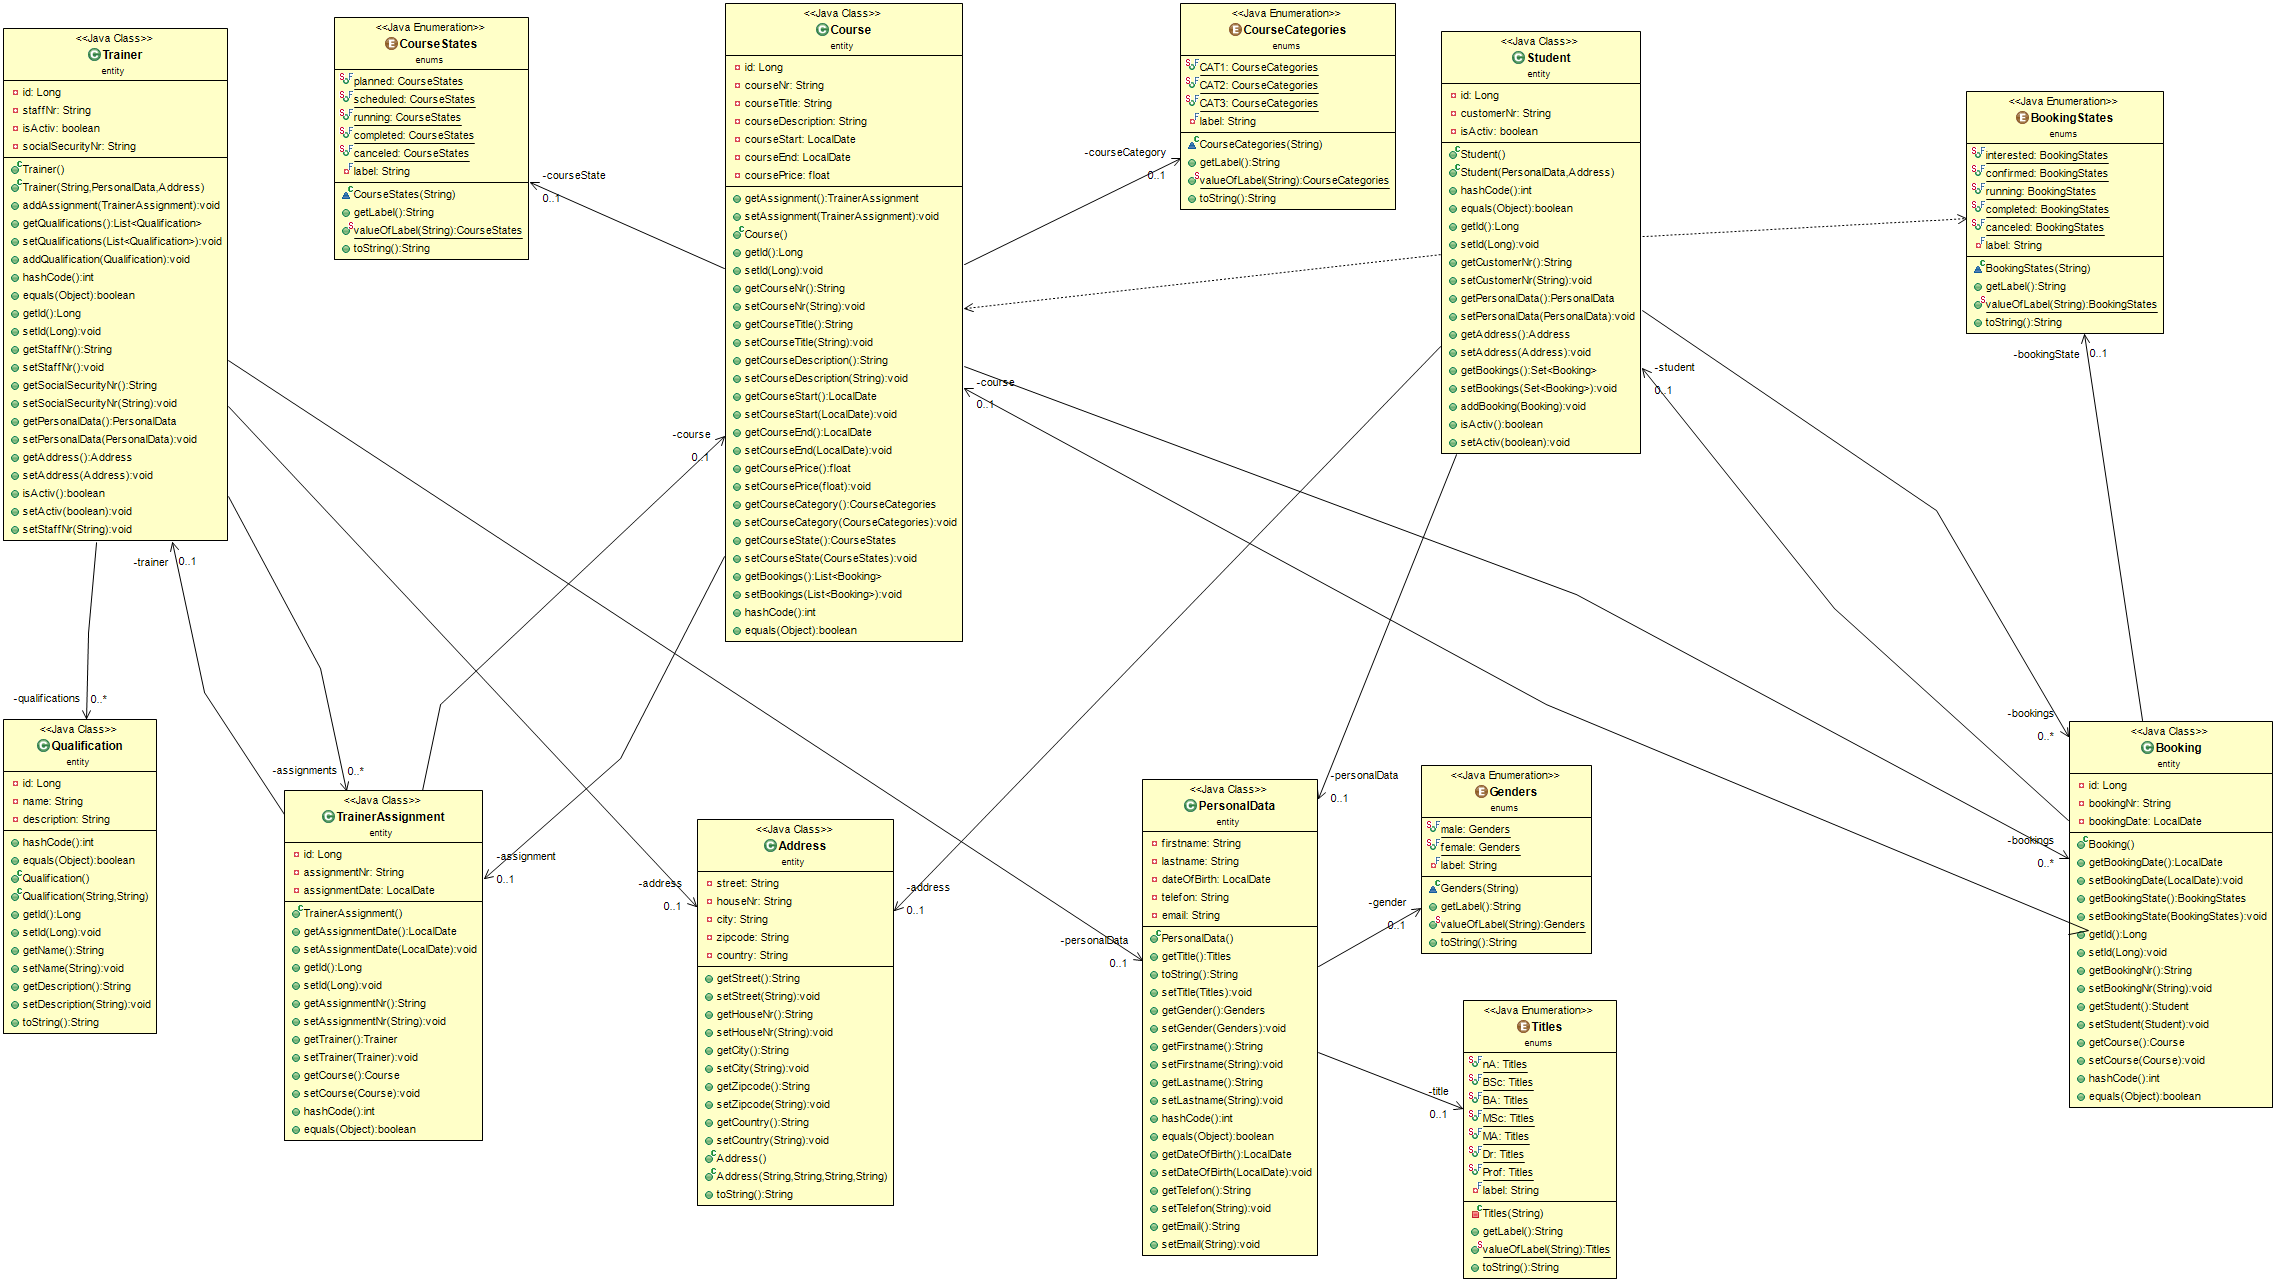 <<Java Class>>
Trainer
entity
id: Long
staffNr: String
isActiv: boolean
socialSecurityNr: String
Trainer()
Trainer(String,PersonalData,Address)
addAssignment(TrainerAssignment):void
getQualifications():List<Qualification>
setQualifications(List<Qualification>):void
addQualification(Qualification):void
hashCode():int
equals(Object):boolean
getId():Long
setId(Long):void
getStaffNr():String
setStaffNr():void
getSocialSecurityNr():String
setSocialSecurityNr(String):void
getPersonalData():PersonalData
setPersonalData(PersonalData):void
getAddress():Address
setAddress(Address):void
isActiv():boolean
setActiv(boolean):void
setStaffNr(String):void
<<Java Enumeration>>
CourseStates
enums
planned: CourseStates
scheduled: CourseStates
running: CourseStates
completed: CourseStates
canceled: CourseStates
label: String
CourseStates(String)
getLabel():String
valueOfLabel(String):CourseStates
toString():String
-courseState
0..1
<<Java Class>>
Course
entity
id: Long
courseNr: String
courseTitle: String
courseDescription: String
courseStart: LocalDate
courseEnd: LocalDate
coursePrice: float
getAssignment():TrainerAssignment
setAssignment(TrainerAssignment):void
Course()
getId():Long
setId(Long):void
getCourseNr():String
setCourseNr(String):void
getCourseTitle():String
setCourseTitle(String):void
getCourseDescription():String
setCourseDescription(String):void
getCourseStart():LocalDate
setCourseStart(LocalDate):void
getCourseEnd():LocalDate
setCourseEnd(LocalDate):void
getCoursePrice():float
setCoursePrice(float):void
getCourseCategory():CourseCategories
setCourseCategory(CourseCategories):void
getCourseState():CourseStates
setCourseState(CourseStates):void
getBookings():List<Booking>
setBookings(List<Booking>):void
hashCode():int
equals(Object):boolean
-courseCategory
0..1
<<Java Enumeration>>
CourseCategories
enums
CAT1: CourseCategories
CAT2: CourseCategories
CAT3: CourseCategories
label: String
CourseCategories(String)
getLabel():String
valueOfLabel(String):CourseCategories
toString():String
<<Java Class>>
Student
entity
id: Long
customerNr: String
isActiv: boolean
Student()
Student(PersonalData,Address)
hashCode():int
equals(Object):boolean
getId():Long
setId(Long):void
getCustomerNr():String
setCustomerNr(String):void
getPersonalData():PersonalData
setPersonalData(PersonalData):void
getAddress():Address
setAddress(Address):void
getBookings():Set<Booking>
setBookings(Set<Booking>):void
addBooking(Booking):void
isActiv():boolean
setActiv(boolean):void
<<Java Enumeration>>
BookingStates
enums
interested: BookingStates
confirmed: BookingStates
running: BookingStates
completed: BookingStates
canceled: BookingStates
label: String
BookingStates(String)
getLabel():String
valueOfLabel(String):BookingStates
toString():String
-bookingState
0..1
-student
0..1
-course
0..1
-course
0..1
-trainer
0..1
-qualifications
0..*
<<Java Class>>
Qualification
entity
id: Long
name: String
description: String
hashCode():int
equals(Object):boolean
Qualification()
Qualification(String,String)
getId():Long
setId(Long):void
getName():String
setName(String):void
getDescription():String
setDescription(String):void
toString():String
-assignments
0..*
<<Java Class>>
TrainerAssignment
entity
id: Long
assignmentNr: String
assignmentDate: LocalDate
TrainerAssignment()
getAssignmentDate():LocalDate
setAssignmentDate(LocalDate):void
getId():Long
setId(Long):void
getAssignmentNr():String
setAssignmentNr(String):void
getTrainer():Trainer
setTrainer(Trainer):void
getCourse():Course
setCourse(Course):void
hashCode():int
equals(Object):boolean
-assignment
0..1
-address
0..1
<<Java Class>>
Address
entity
street: String
houseNr: String
city: String
zipcode: String
country: String
getStreet():String
setStreet(String):void
getHouseNr():String
setHouseNr(String):void
getCity():String
setCity(String):void
getZipcode():String
setZipcode(String):void
getCountry():String
setCountry(String):void
Address()
Address(String,String,String,String)
toString():String
-address
0..1
-personalData
0..1
<<Java Class>>
PersonalData
entity
firstname: String
lastname: String
dateOfBirth: LocalDate
telefon: String
email: String
PersonalData()
getTitle():Titles
toString():String
setTitle(Titles):void
getGender():Genders
setGender(Genders):void
getFirstname():String
setFirstname(String):void
getLastname():String
setLastname(String):void
hashCode():int
equals(Object):boolean
getDateOfBirth():LocalDate
setDateOfBirth(LocalDate):void
getTelefon():String
setTelefon(String):void
getEmail():String
setEmail(String):void
-personalData
0..1
-gender
0..1
<<Java Enumeration>>
Genders
enums
male: Genders
female: Genders
label: String
Genders(String)
getLabel():String
valueOfLabel(String):Genders
toString():String
-title
0..1
<<Java Enumeration>>
Titles
enums
nA: Titles
BSc: Titles
BA: Titles
MSc: Titles
MA: Titles
Dr: Titles
Prof: Titles
label: String
Titles(String)
getLabel():String
valueOfLabel(String):Titles
toString():String
-bookings
0..*
-bookings
0..*
<<Java Class>>
Booking
entity
id: Long
bookingNr: String
bookingDate: LocalDate
Booking()
getBookingDate():LocalDate
setBookingDate(LocalDate):void
getBookingState():BookingStates
setBookingState(BookingStates):void
getId():Long
setId(Long):void
getBookingNr():String
setBookingNr(String):void
getStudent():Student
setStudent(Student):void
getCourse():Course
setCourse(Course):void
hashCode():int
equals(Object):boolean